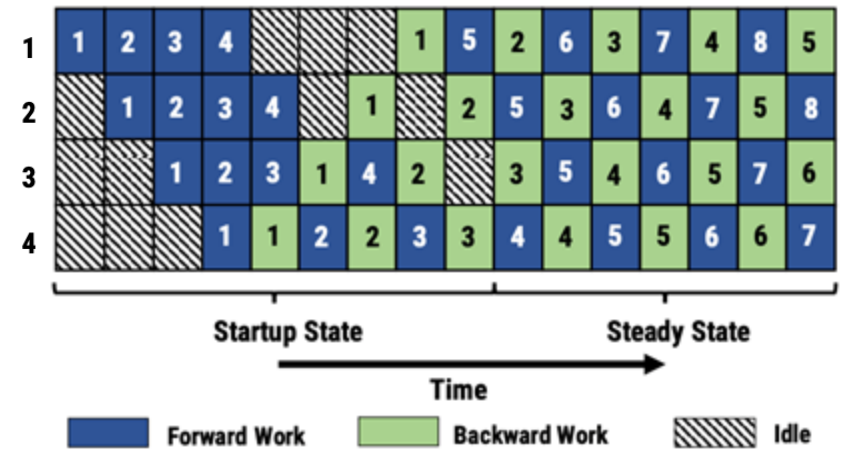 1 1 2 3 4 1 5 2 6 3 7 4 8 5
2 1 2 3 4 1 2 5 3 6 4 7 5 8
3 1 2 3 1 4 2 3 5 4 6 5 7 6
4 1 1 2 2 3 3 4 4 5 5 6 6 7
Startup State Steady State
Time
Forward Work Backward Work Idle